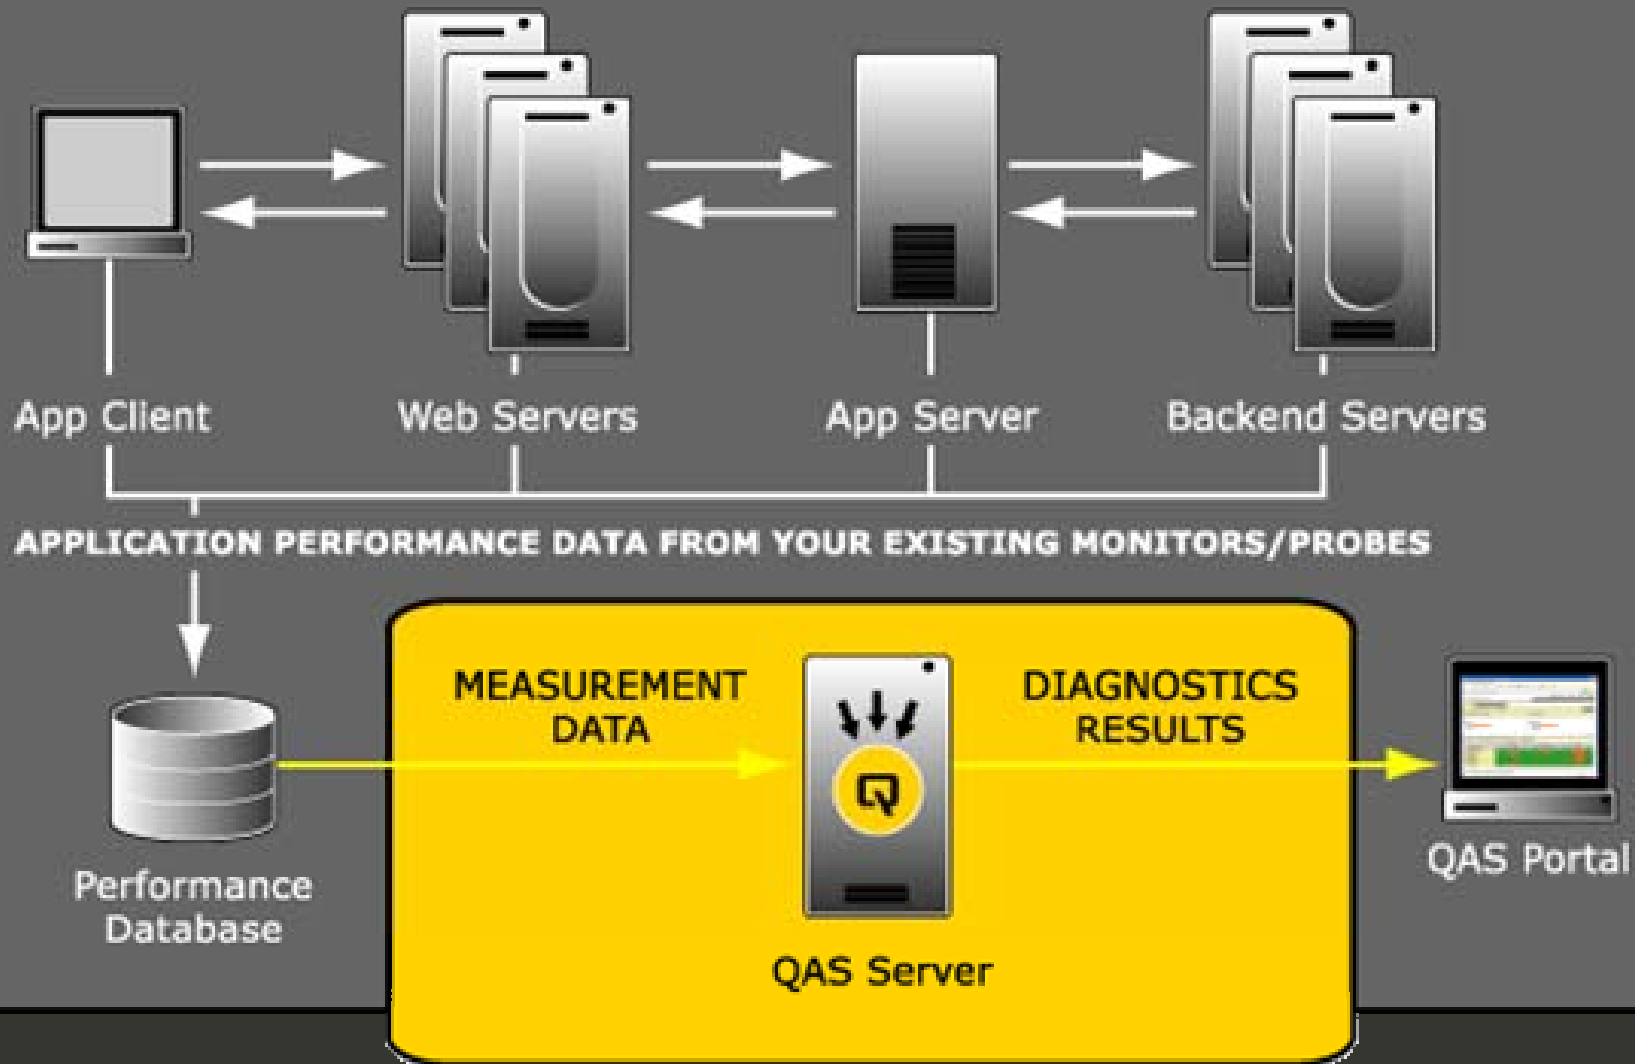 App Client
Web Servers
App Server
Backend Servers
APPLICATION PERFORMANCE DATA FROM YOUR EXISTING MONITORS/PROBES
MEASUREMENT
DATA
DIAGNOSTICS
RESULTS
Q
QAS Portal
Performance
Database
QAS Server